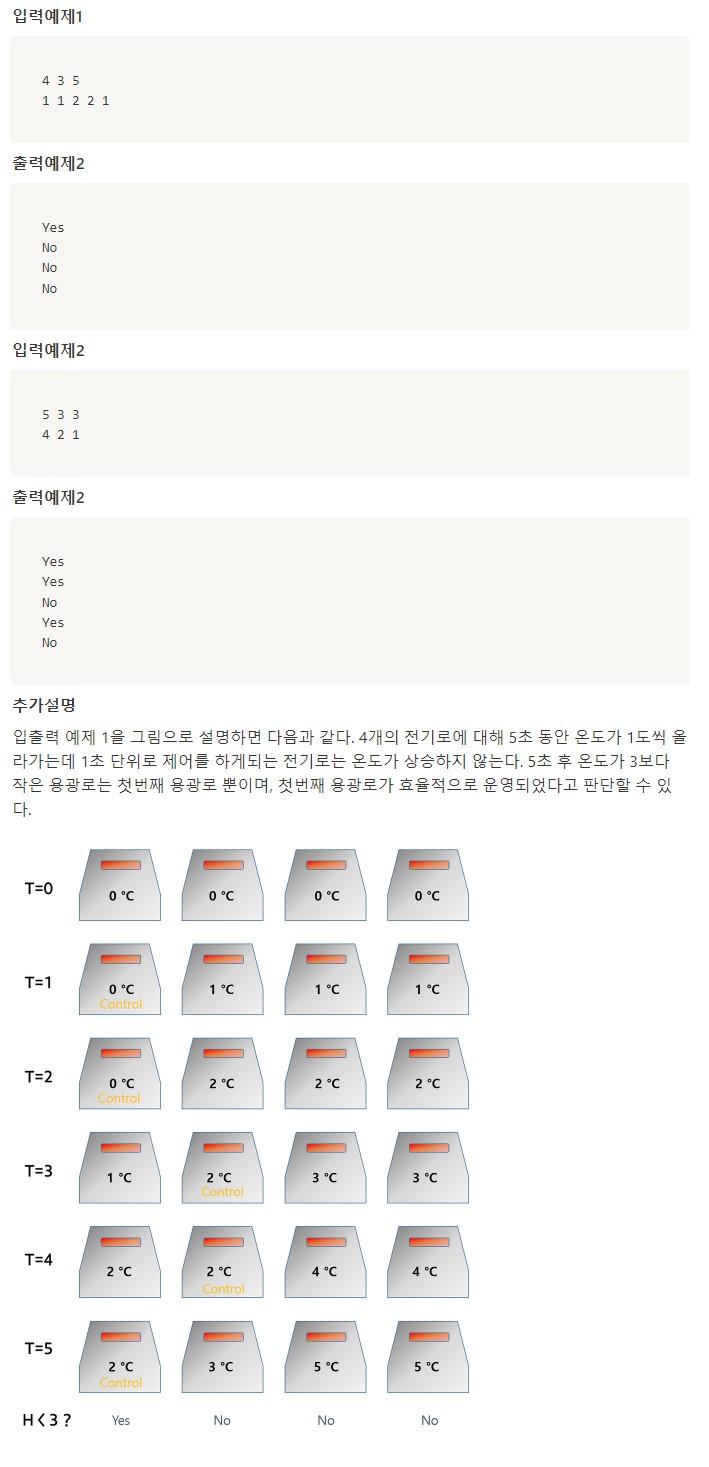 입력예제1
4 3 5
1 1 2 2 1
출력예제2
Yes
No
No
No
입력예제2
5 3 3
4 2 1
출력예제2
Yes
Yes
No
Yes
No
추가설명
입출력 예제 1을 그림으로 설명하면 다음과 같다. 4개의 전기로에 대해 5초 동안 온도가 1도씩 올
라가는데 1초 단위로 제어를 하게되는 전기로는 온도가 상승하지 않는다. 5초 후 온도가 3보다
작은 용광로는 첫번째 용광로 뿐이며, 첫번째 용광로가 효율적으로 운영되었다고 판단할 수 있
다.
T=0 0 ℃ 0 ℃ 0 ℃ 0 ℃
T=1 0 ℃ 1 ℃ 1 ℃ 1 ℃
Control
T=2 0 ℃ 2 ℃ 2 ℃ 2 ℃
Control
T=3 1 ℃ 2 ℃ 3 ℃ 3 ℃
Control
T=4 2 ℃ 2 ℃ 4 ℃ 4 ℃
Control
T=5 2 ℃ 3 ℃ 5 ℃ 5 ℃
Control
H < 3 ? Yes No No No